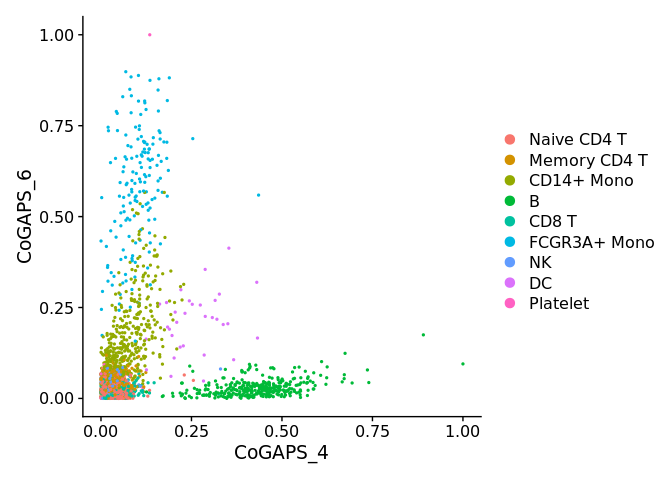 1.00
0.75
0.50
0.25
0.00
CoGAPS_6
0.00 0.25 0.50 0.75 1.00
CoGAPS_4
Naive CD4 T
Memory CD4 T
CD14+ Mono
B
CD8 T
FCGR3A+ Mono
NK
DC
Platelet